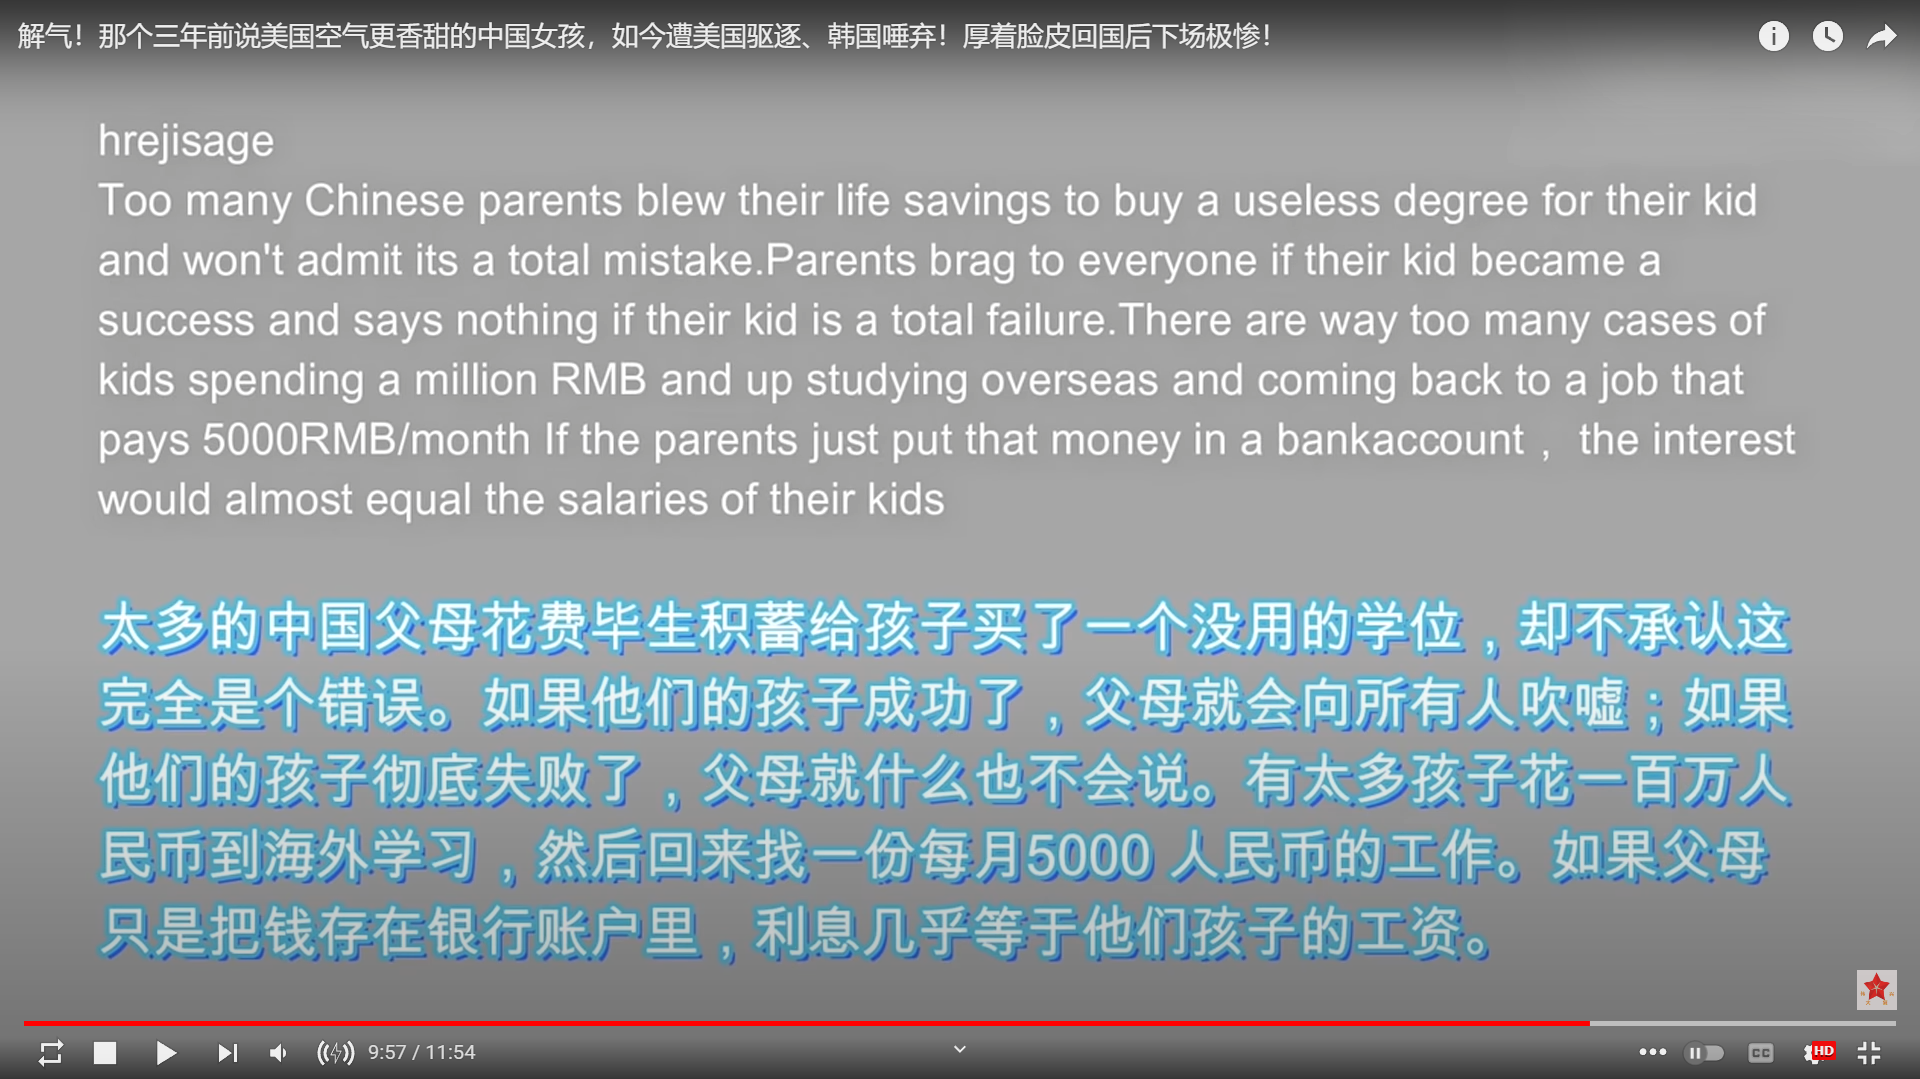 解气！那个三年前说美国空气更香甜的中国女孩，如今遭美国驱逐、韩国唾弃！厚着脸皮回国后下场极惨！
hrejisage
Too many Chinese parents blew their life savings to buy a useless degree for their kid
and won't admit its a total mistake.Parents brag to everyone if their kid became a
success and says nothing if their kid is a total failure.There are way too many cases of
kids spending a million RMB and up studying overseas and coming back to a job that
pays 5000RMB/month If the parents just put that money in a bankaccount， the interest
would almost equal the salaries of their kids
太多的中国父母花费毕生积蓄给孩子买了一个没用的学位，却不承认这
完全是个错误。如果他们的孩子成功了，父母就会向所有人吹嘘；如果
他们的孩子彻底失败了，父母就什么也不会说。有太多孩子花一百万人
民币到海外学习，然后回来找一份每月5000 人民币的工作。如果父母
只是把钱存在银行账户里，利息几乎等于他们孩子的工资。
9:57 / 11:54
CC
HD